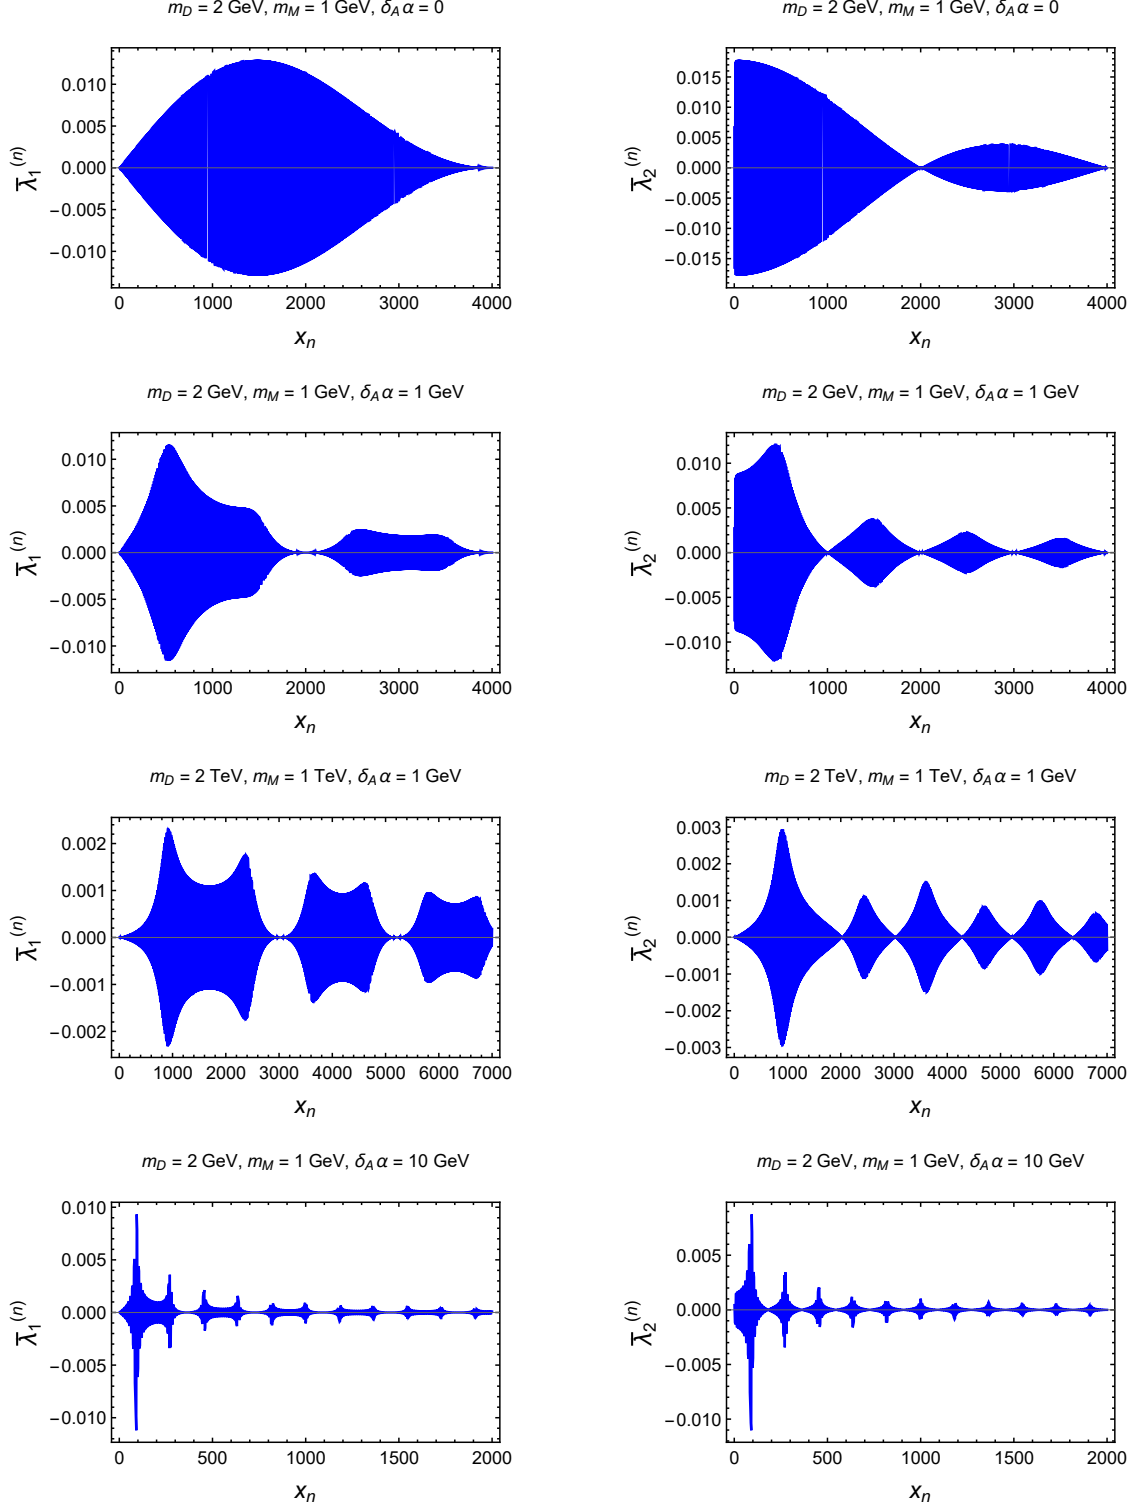 m_D = 2 GeV, m_M = 1 GeV, δ_A α = 0
0.010
0.005
0.000
−0.005
−0.010
λ̅₁⁽ⁿ⁾
0 1000 2000 3000 4000
x_n
m_D = 2 GeV, m_M = 1 GeV, δ_A α = 0
0.015
0.010
0.005
0.000
−0.005
−0.010
−0.015
λ̅₂⁽ⁿ⁾
0 1000 2000 3000 4000
x_n
m_D = 2 GeV, m_M = 1 GeV, δ_A α = 1 GeV
0.010
0.005
0.000
−0.005
−0.010
λ̅₁⁽ⁿ⁾
0 1000 2000 3000 4000
x_n
m_D = 2 GeV, m_M = 1 GeV, δ_A α = 1 GeV
0.010
0.005
0.000
−0.005
−0.010
λ̅₂⁽ⁿ⁾
0 1000 2000 3000 4000
x_n
m_D = 2 TeV, m_M = 1 TeV, δ_A α = 1 GeV
0.002
0.001
0.000
−0.001
−0.002
λ̅₁⁽ⁿ⁾
0 1000 2000 3000 4000 5000 6000 7000
x_n
m_D = 2 TeV, m_M = 1 TeV, δ_A α = 1 GeV
0.003
0.002
0.001
0.000
−0.001
−0.002
−0.003
λ̅₂⁽ⁿ⁾
0 1000 2000 3000 4000 5000 6000 7000
x_n
m_D = 2 GeV, m_M = 1 GeV, δ_A α = 10 GeV
0.010
0.005
0.000
−0.005
−0.010
λ̅₁⁽ⁿ⁾
0 500 1000 1500 2000
x_n
m_D = 2 GeV, m_M = 1 GeV, δ_A α = 10 GeV
0.005
0.000
−0.005
−0.010
λ̅₂⁽ⁿ⁾
0 500 1000 1500 2000
x_n